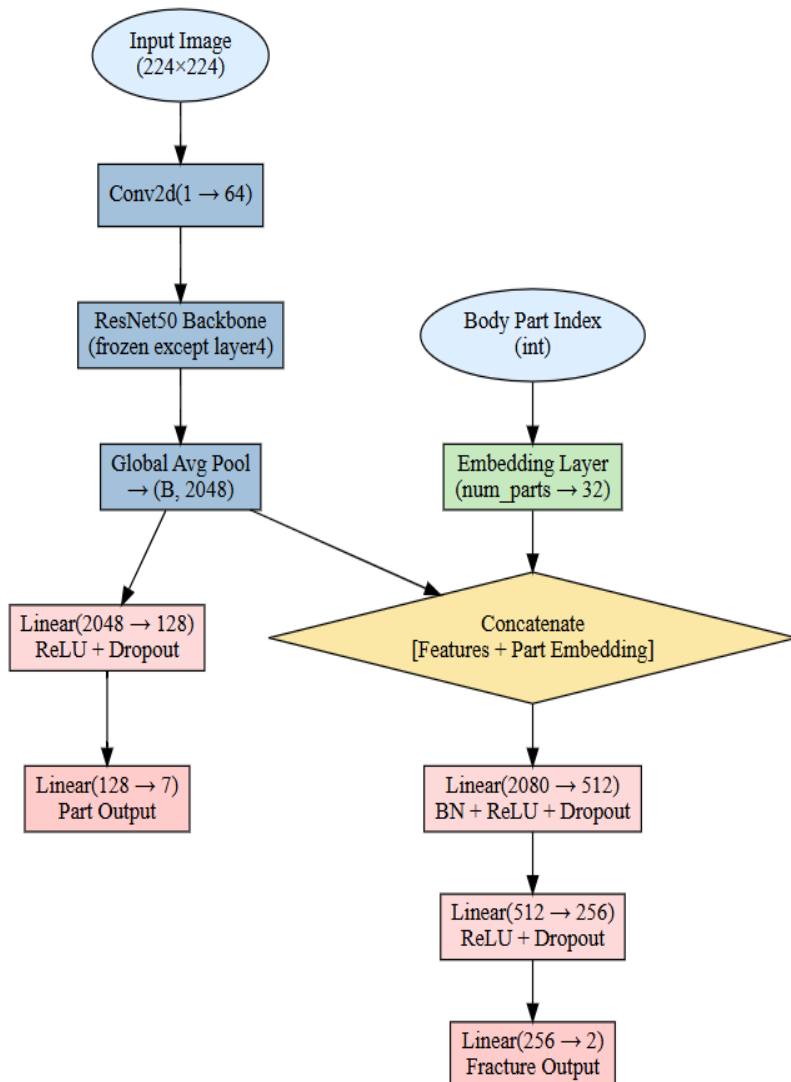 Input Image
(224×224)
Conv2d(1 → 64)
ResNet50 Backbone
(frozen except layer4)
Body Part Index
(int)
Global Avg Pool
→ (B, 2048)
Embedding Layer
(num_parts → 32)
Linear(2048 → 128)
ReLU + Dropout
Concatenate
[Features + Part Embedding]
Linear(128 → 7)
Part Output
Linear(2080 → 512)
BN + ReLU + Dropout
Linear(512 → 256)
ReLU + Dropout
Linear(256 → 2)
Fracture Output